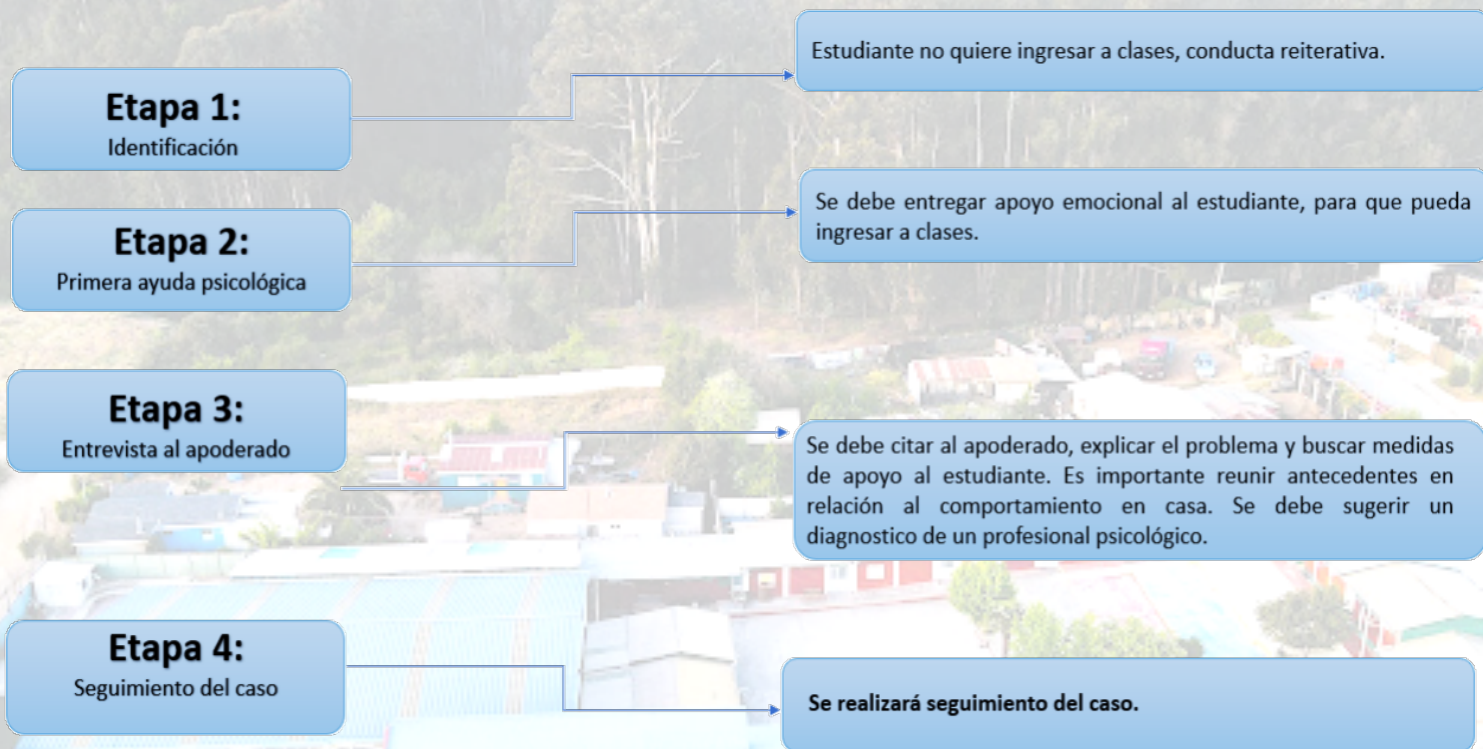 Etapa 1:
Identificación
Estudiante no quiere ingresar a clases, conducta reiterativa.
Etapa 2:
Primera ayuda psicológica
Se debe entregar apoyo emocional al estudiante, para que pueda
ingresar a clases.
Etapa 3:
Entrevista al apoderado
Se debe citar al apoderado, explicar el problema y buscar medidas
de apoyo al estudiante. Es importante reunir antecedentes en
relación al comportamiento en casa. Se debe sugerir un
diagnostico de un profesional psicológico.
Etapa 4:
Seguimiento del caso
Se realizará seguimiento del caso.